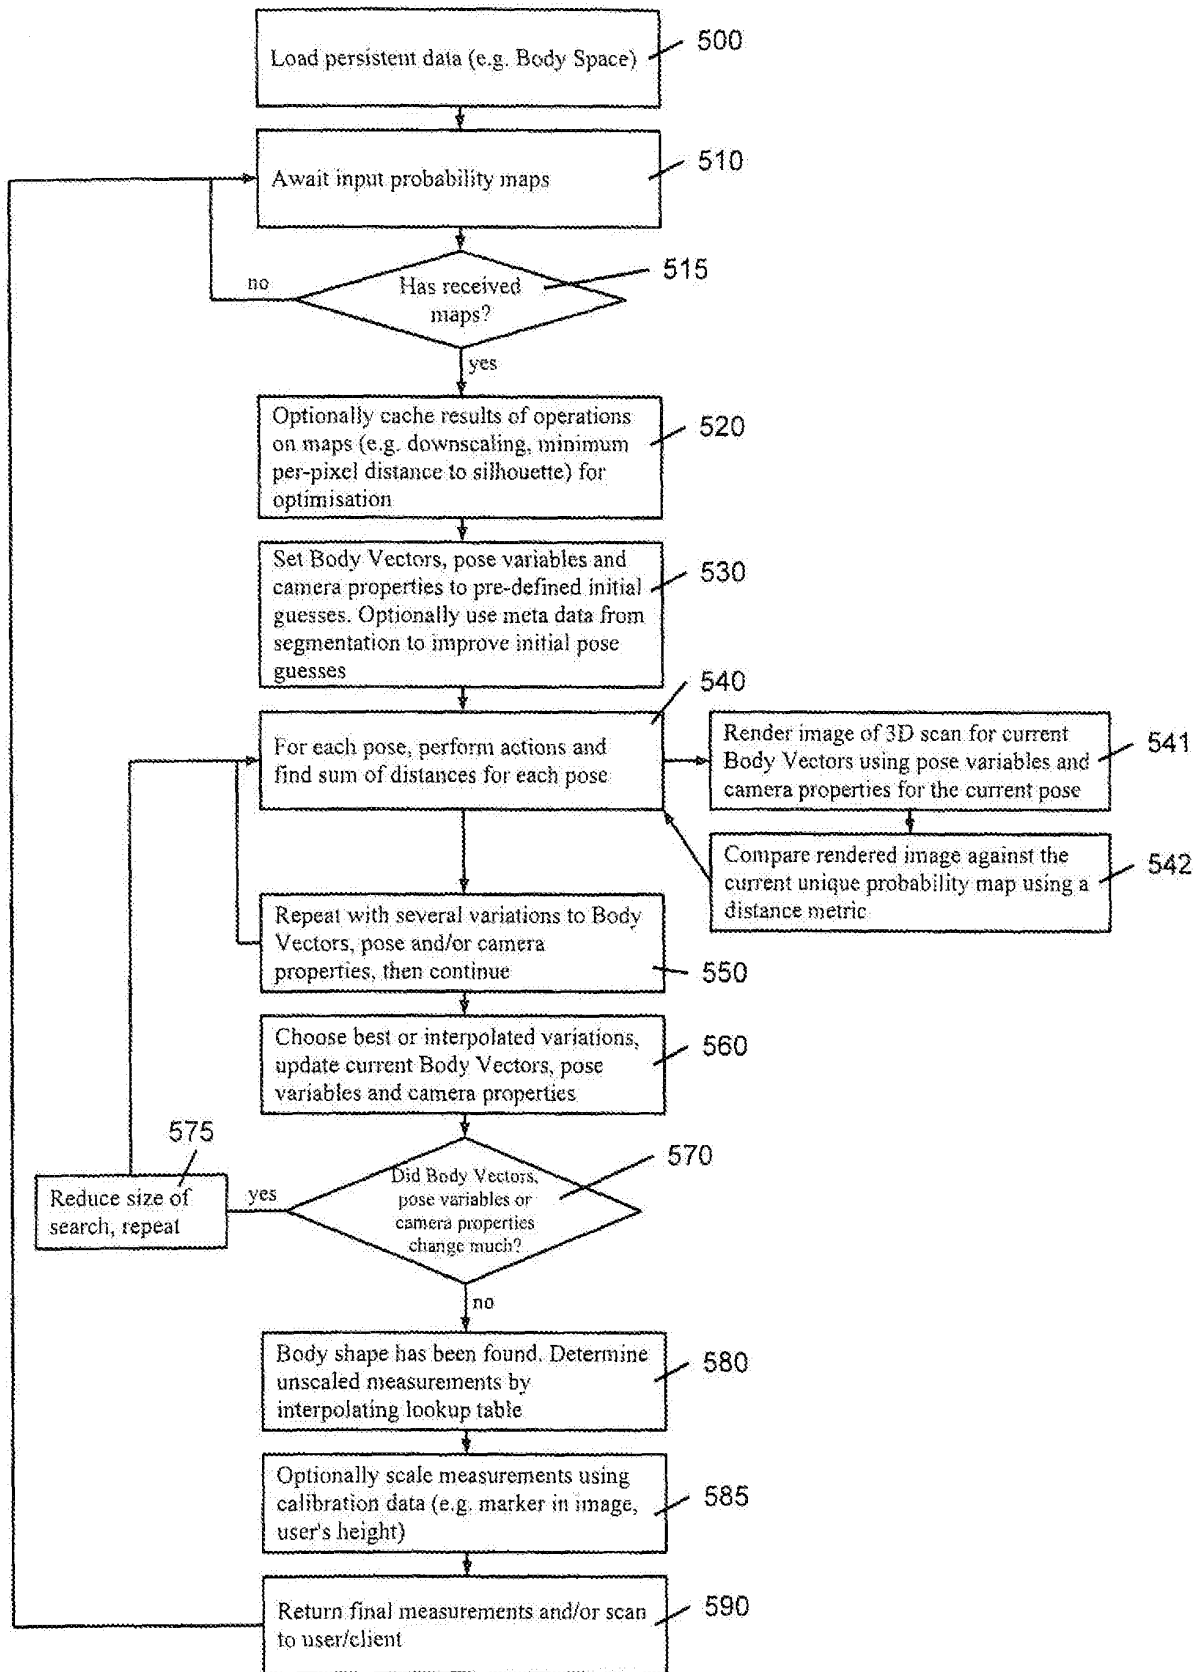 Load persistent data (e.g. Body Space)
500
Await input probability maps
510
Has received
maps?
515
no
yes
Optionally cache results of operations
on maps (e.g. downscaling, minimum
per-pixel distance to silhouette) for
optimisation
520
Set Body Vectors, pose variables and
camera properties to pre-defined initial
guesses. Optionally use meta data from
segmentation to improve initial pose
guesses
530
540
For each pose, perform actions and
find sum of distances for each pose
Render image of 3D scan for current
Body Vectors using pose variables and
camera properties for the current pose
541
Compare rendered image against the
current unique probability map using a
distance metric
542
Repeat with several variations to Body
Vectors, pose and/or camera
properties, then continue
550
Choose best or interpolated variations,
update current Body Vectors, pose
variables and camera properties
560
575
Reduce size of
search, repeat
yes
Did Body Vectors,
pose variables or
camera properties
change much?
570
no
Body shape has been found. Determine
unscaled measurements by
interpolating lookup table
580
Optionally scale measurements using
calibration data (e.g. marker in image,
user's height)
585
Return final measurements and/or scan
to user/client
590